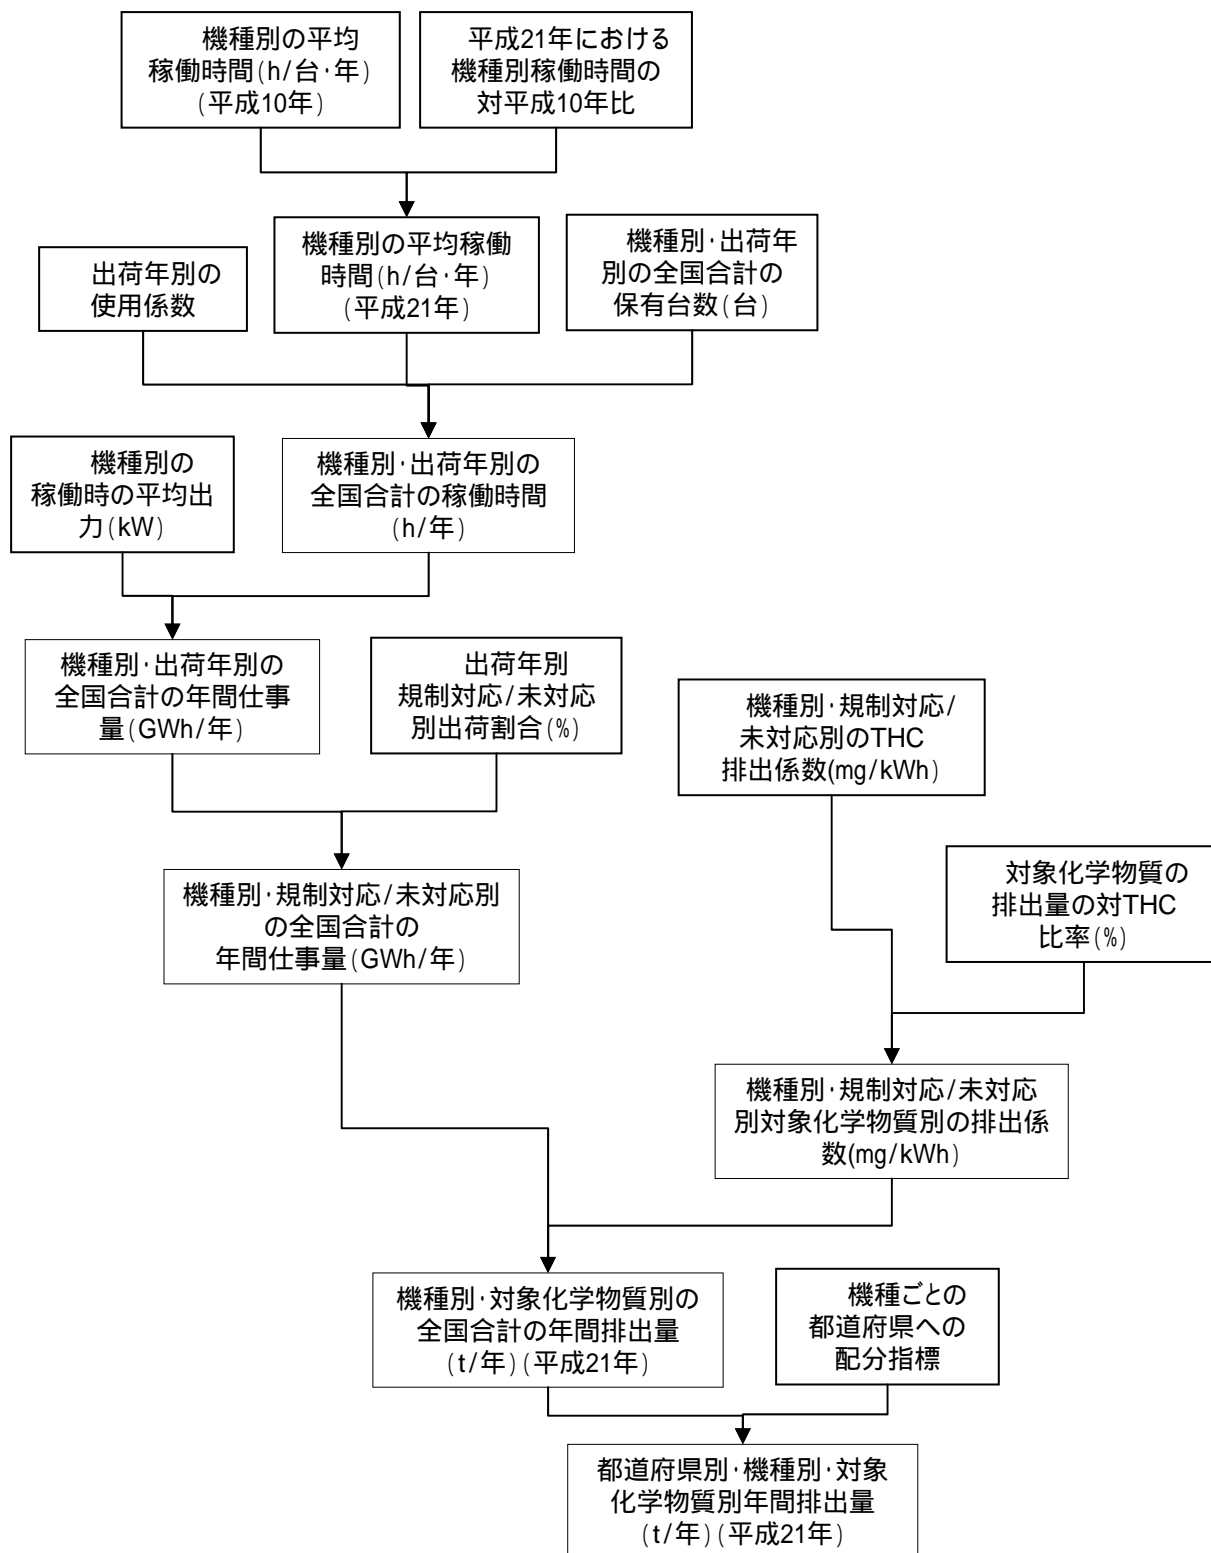 機種別の平均
稼働時間(h/台・年)
(平成10年)
平成21年における
機種別稼働時間の
対平成10年比
出荷年別の
使用係数
機種別の平均稼働
時間(h/台・年)
(平成21年)
機種別・出荷年
別の全国合計の
保有台数(台)
機種別の
稼働時の平均出
力(kW)
機種別・出荷年別の
全国合計の稼働時間
(h/年)
機種別・出荷年別の
全国合計の年間仕事
量(GWh/年)
出荷年別
規制対応/未対応
別出荷割合(%)
機種別・規制対応/
未対応別のTHC
排出係数(mg/kWh)
機種別・規制対応/未対応別
の全国合計の
年間仕事量(GWh/年)
対象化学物質の
排出量の対THC
比率(%)
機種別・規制対応/未対応
別対象化学物質別の排出係
数(mg/kWh)
機種別・対象化学物質別の
全国合計の年間排出量
(t/年)(平成21年)
機種ごとの
都道府県への
配分指標
都道府県別・機種別・対象
化学物質別年間排出量
(t/年)(平成21年)